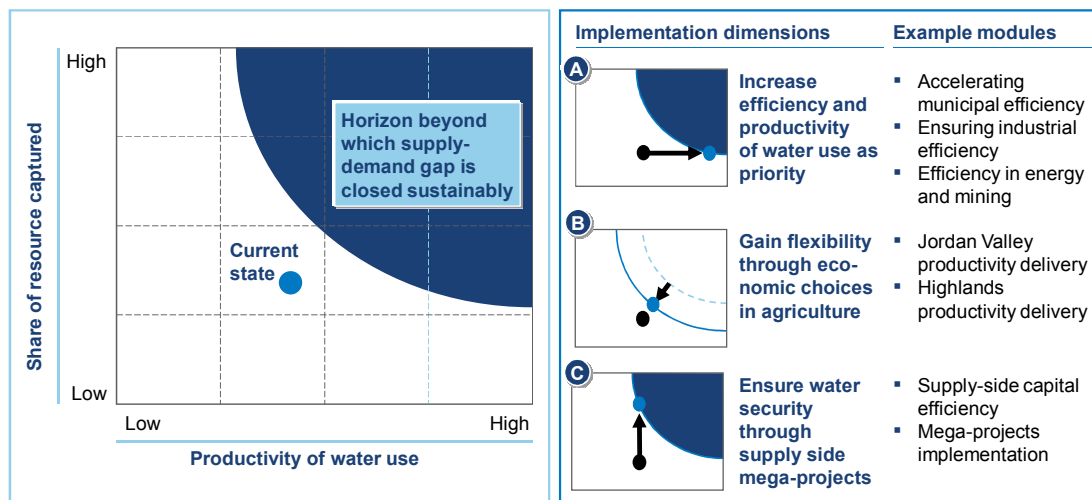 Share of resource captured
High
Low
Low
High
Productivity of water use
Horizon beyond
which supply-
demand gap is
closed sustainably
Current
state
Implementation dimensions
Example modules
A
Increase
efficiency and
productivity
of water use as
priority
▪ Accelerating
municipal efficiency
▪ Ensuring industrial
efficiency
▪ Efficiency in energy
and mining
B
Gain flexibility
through eco-
nomic choices
in agriculture
▪ Jordan Valley
productivity delivery
▪ Highlands
productivity delivery
C
Ensure water
security
through
supply side
mega-projects
▪ Supply-side capital
efficiency
▪ Mega-projects
implementation